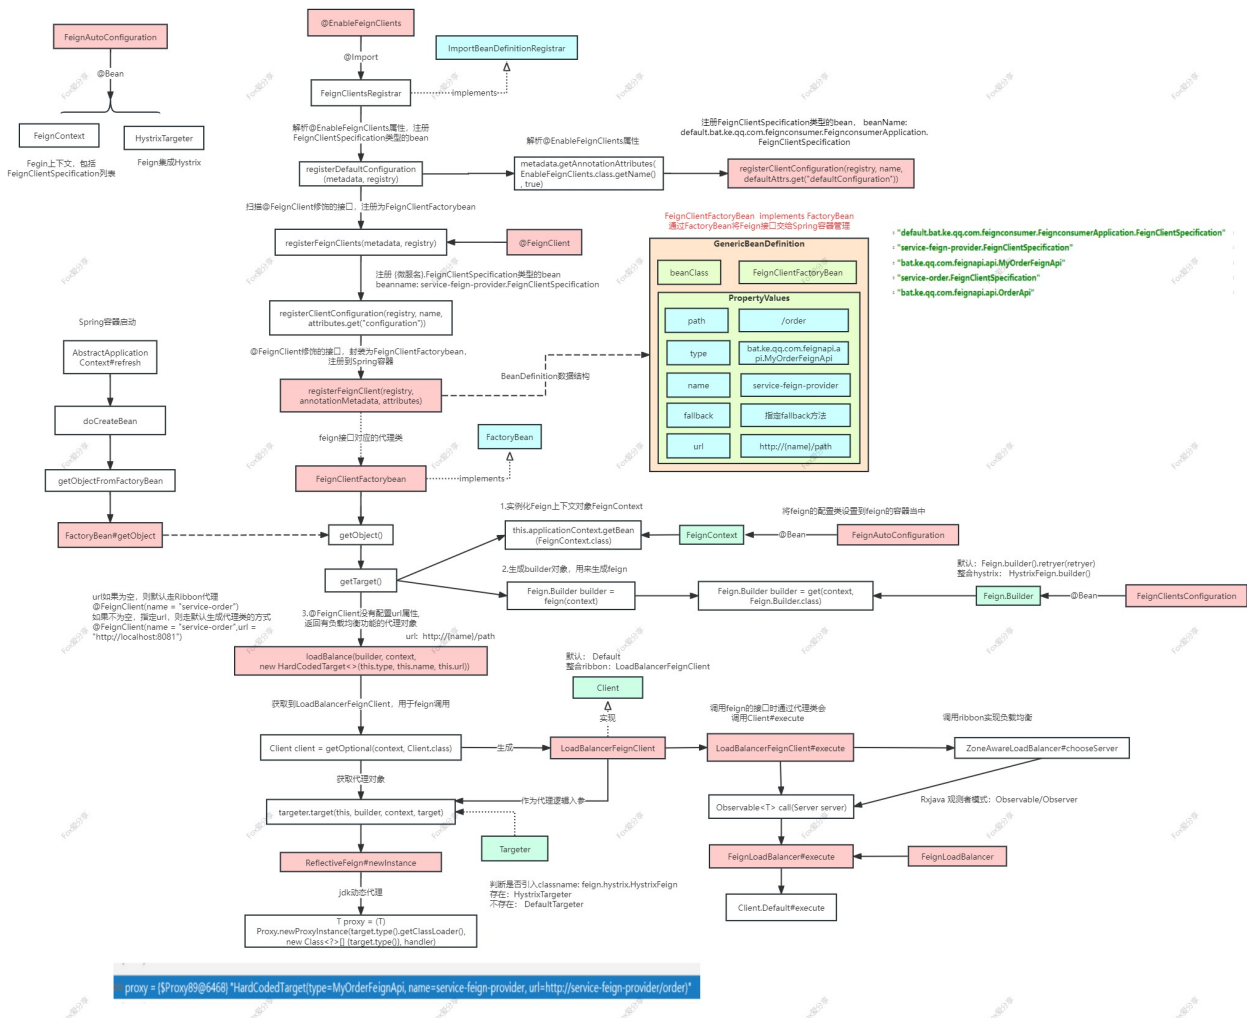 FeignAutoConfiguration
@Bean
FeignContext
HystrixTargeter
Fegin上下文，包括
FeignClientSpecification列表
Feign集成Hystrix
@EnableFeignClients
@Import
FeignClientsRegistrar
implements
ImportBeanDefinitionRegistrar
解析@EnableFeignClients属性，注册
FeignClientSpecification类型的bean
registerDefaultConfiguration
(metadata, registry)
解析@EnableFeignClients属性
metadata.getAnnotationAttributes(
EnableFeignClients.class.getName()
, true)
注册FeignClientSpecification类型的bean， beanName:
default.bat.ke.qq.com.feignconsumer.FeignconsumerApplication.
FeignClientSpecification
registerClientConfiguration(registry, name,
defaultAttrs.get("defaultConfiguration"))
扫描@FeignClient修饰的接口，注册为FeignClientFactorybean
registerFeignClients(metadata, registry)
@FeignClient
注册 (微服名).FeignClientSpecification类型的bean
beanname: service-feign-provider.FeignClientSpecification
registerClientConfiguration(registry, name,
attributes.get("configuration"))
@FeignClient修饰的接口，封装为FeignClientFactorybean，
注册到Spring容器
registerFeignClient(registry,
annotationMetadata, attributes)
BeanDefinition数据结构
FeignClientFactoryBean Implements FactoryBean
通过FactoryBean将Feign接口交给Spring容器管理
GenericBeanDefinition
beanClass
FeignClientFactoryBean
PropertyValues
path
/order
type
bat.ke.qq.com.feignapi.a
pi.MyOrderFeignApi
name
service-feign-provider
fallback
指定fallback方法
url
http://{name}/path
: "default.bat.ke.qq.com.feignconsumer.FeignconsumerApplication.FeignClientSpecification"
: "service-feign-provider.FeignClientSpecification"
: "bat.ke.qq.com.feignapi.api.MyOrderFeignApi"
: "service-order.FeignClientSpecification"
: "bat.ke.qq.com.feignapi.api.OrderApi"
Spring容器启动
AbstractApplication
Context#refresh
doCreateBean
getObjectFromFactoryBean
FactoryBean#getObject
feign接口对应的代理类
FactoryBean
FeignClientFactorybean
implements
getObject()
getTarget()
1.实例化Feign上下文对象FeignContext
this.applicationContext.getBean
(FeignContext.class)
FeignContext
@Bean
将feign的配置类设置到feign的容器当中
FeignAutoConfiguration
2.生成builder对象，用来生成feign
Feign.Builder builder =
feign(context)
Feign.Builder builder = get(context,
Feign.Builder.class)
默认：Feign.builder().retryer(retryer)
整合hystrix： HystrixFeign.builder()
Feign.Builder
@Bean
FeignClientsConfiguration
url如果为空，则默认走Ribbon代理
@FeignClient(name = "service-order")
如果不为空，指定url，则走默认生成代理类的方式
@FeignClient(name = "service-order",url =
"http://localhost:8081")
3.@FeignClient没有配置url属性,
返回有负载均衡功能的代理对象
url: http://{name}/path
loadBalance(builder, context,
new HardCodedTarget<>(this.type, this.name, this.url))
获取到LoadBalancerFeignClient，用于feign调用
Client client = getOptional(context, Client.class)
生成
默认： Default
整合ribbon：LoadBalancerFeignClient
Client
实现
LoadBalancerFeignClient
调用feign的接口时通过代理类会
调用Client#execute
LoadBalancerFeignClient#execute
调用ribbon实现负载均衡
ZoneAwareLoadBalancer#chooseServer
获取代理对象
作为代理逻辑入参
targeter.target(this, builder, context, target)
Observable<T> call(Server server)
Rxjava 观则者模式：Observable/Observer
Targeter
ReflectiveFeign#newInstance
FeignLoadBalancer#execute
FeignLoadBalancer
jdk动态代理
判断是否引入classname: feign.hystrix.HystrixFeign
存在：HystrixTargeter
不存在： DefaultTargeter
Client.Default#execute
T proxy = (T)
Proxy.newProxyInstance(target.type().getClassLoader(),
new Class<?>[] {target.type()}, handler)
proxy = {$Proxy89@6468} "HardCodedTarget(type=MyOrderFeignApi, name=service-feign-provider, url=http://service-feign-provider/order)"